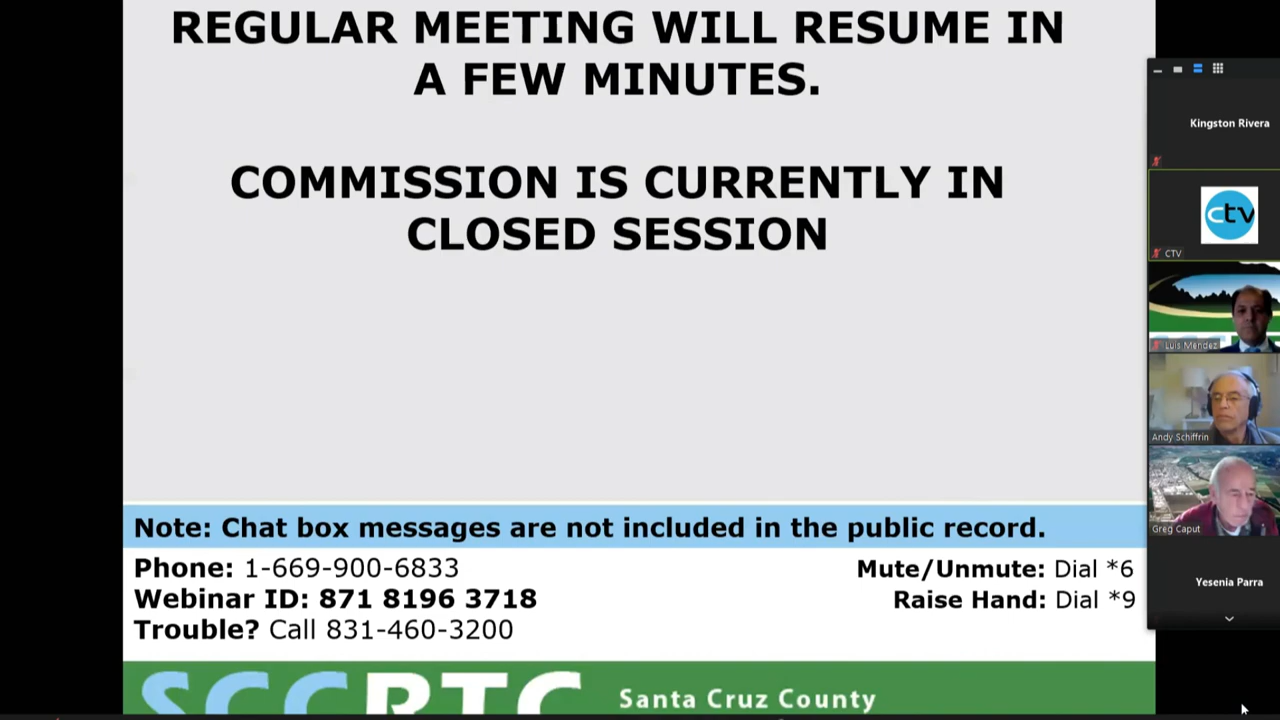 REGULAR MEETING WILL RESUME IN
A FEW MINUTES.
COMMISSION IS CURRENTLY IN
CLOSED SESSION
Note: Chat box messages are not included in the public record.
Phone: 1-669-900-6833
Mute/Unmute: Dial *6
Webinar ID: 871 8196 3718
Raise Hand: Dial *9
Trouble? Call 831-460-3200
SCCRTC
Santa Cruz County
Kingston Rivera
ctv
CTV
Luis Mendez
Andy Schiffrin
Greg Caput
Yesenia Parra